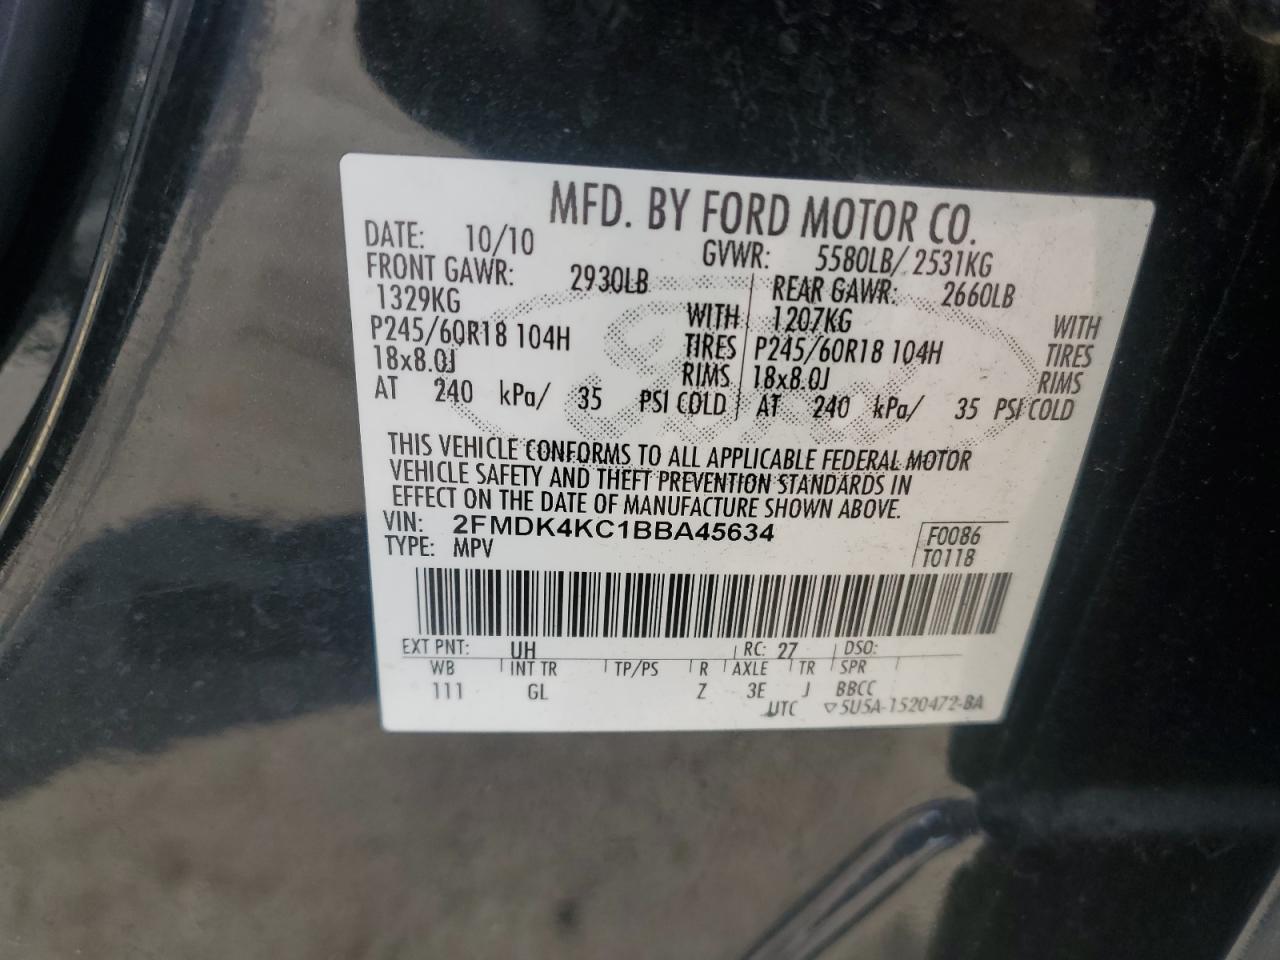 MFD. BY FORD MOTOR CO.
DATE: 10/10 GVWR: 5580LB/ 2531KG
FRONT GAWR: 2930LB REAR GAWR: 2660LB
1329KG WITH 1207KG WITH
P245/60R18 104H TIRES P245/60R18 104H TIRES
18x8.0J RIMS 18x8.0J RIMS
AT 240 kPa/ 35 PSI COLD AT 240 kPa/ 35 PSI COLD
THIS VEHICLE CONFORMS TO ALL APPLICABLE FEDERAL MOTOR
VEHICLE SAFETY AND THEFT PREVENTION STANDARDS IN
EFFECT ON THE DATE OF MANUFACTURE SHOWN ABOVE.
VIN: 2FMDK4KC1BBA45634 F0086
TYPE: MPV T0118
EXT PNT: UH RC: 27 DSO:
WB INT TR TP/PS R AXLE TR SPR
111 GL Z 3E J BBCC
UTC ▽5U5A-1520472-BA